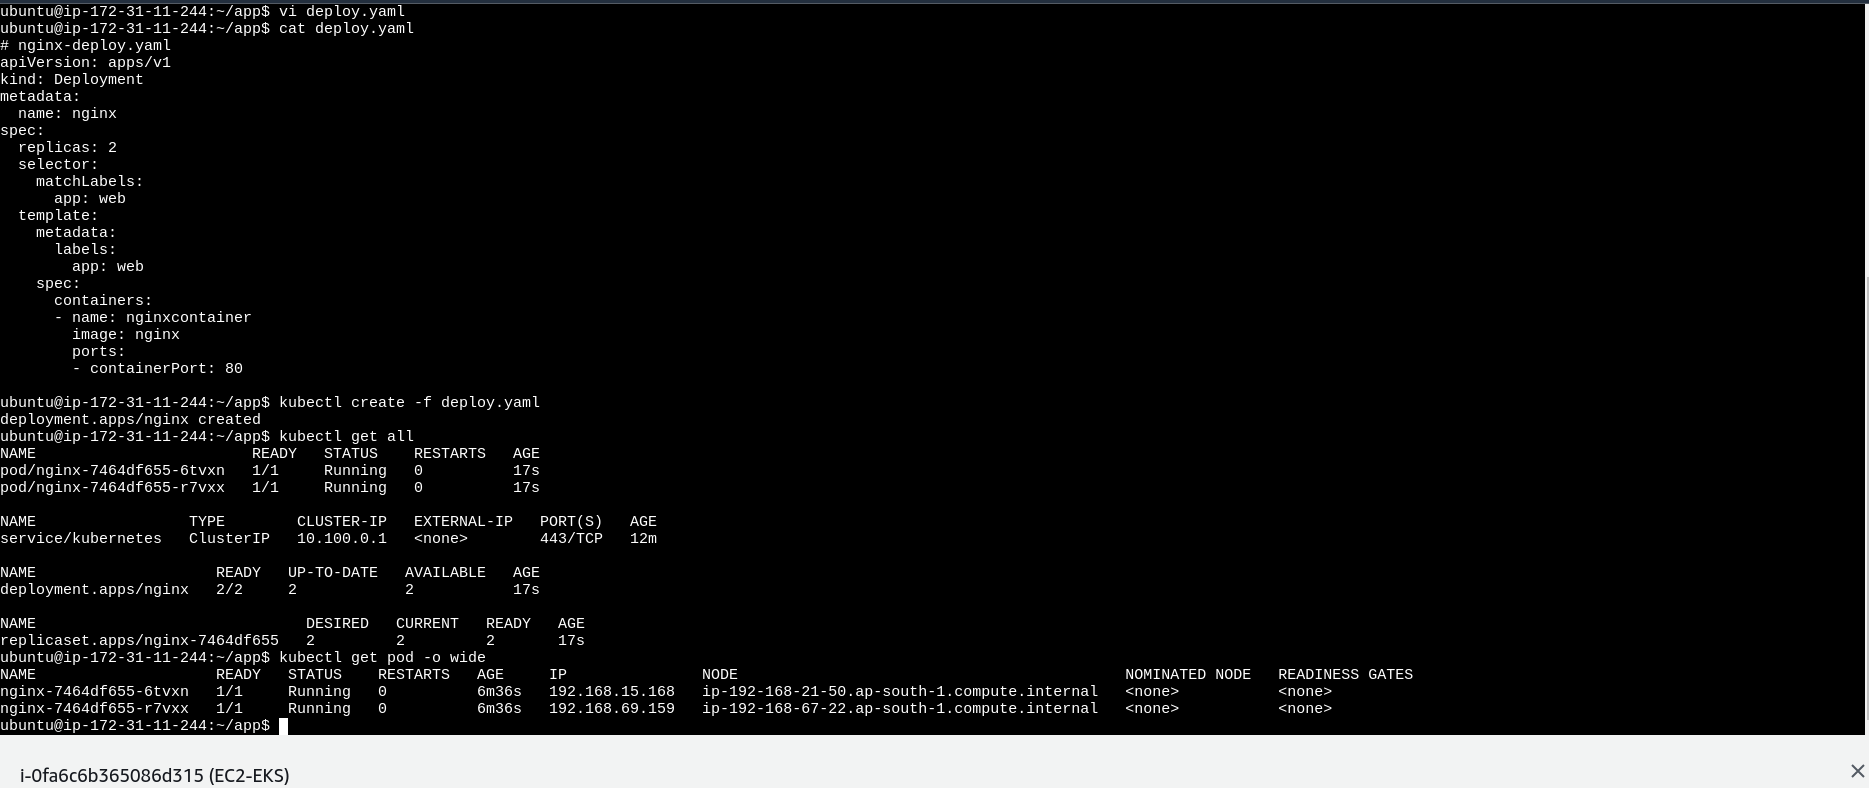 ubuntu@ip-172-31-11-244:~/app$ vi deploy.yaml
ubuntu@ip-172-31-11-244:~/app$ cat deploy.yaml
# nginx-deploy.yaml
apiVersion: apps/v1
kind: Deployment
metadata:
  name: nginx
spec:
  replicas: 2
  selector:
    matchLabels:
      app: web
  template:
    metadata:
      labels:
        app: web
    spec:
      containers:
      - name: nginxcontainer
        image: nginx
        ports:
        - containerPort: 80

ubuntu@ip-172-31-11-244:~/app$ kubectl create -f deploy.yaml
deployment.apps/nginx created
ubuntu@ip-172-31-11-244:~/app$ kubectl get all
NAME                        READY   STATUS    RESTARTS   AGE
pod/nginx-7464df655-6tvxn   1/1     Running   0          17s
pod/nginx-7464df655-r7vxx   1/1     Running   0          17s

NAME                 TYPE        CLUSTER-IP   EXTERNAL-IP   PORT(S)   AGE
service/kubernetes   ClusterIP   10.100.0.1   <none>        443/TCP   12m

NAME                    READY   UP-TO-DATE   AVAILABLE   AGE
deployment.apps/nginx   2/2     2            2           17s

NAME                              DESIRED   CURRENT   READY   AGE
replicaset.apps/nginx-7464df655   2         2         2       17s
ubuntu@ip-172-31-11-244:~/app$ kubectl get pod -o wide
NAME                    READY   STATUS    RESTARTS   AGE     IP               NODE                                           NOMINATED NODE   READINESS GATES
nginx-7464df655-6tvxn   1/1     Running   0          6m36s   192.168.15.168   ip-192-168-21-50.ap-south-1.compute.internal   <none>           <none>
nginx-7464df655-r7vxx   1/1     Running   0          6m36s   192.168.69.159   ip-192-168-67-22.ap-south-1.compute.internal   <none>           <none>
ubuntu@ip-172-31-11-244:~/app$
i-0fa6c6b365086d315 (EC2-EKS)